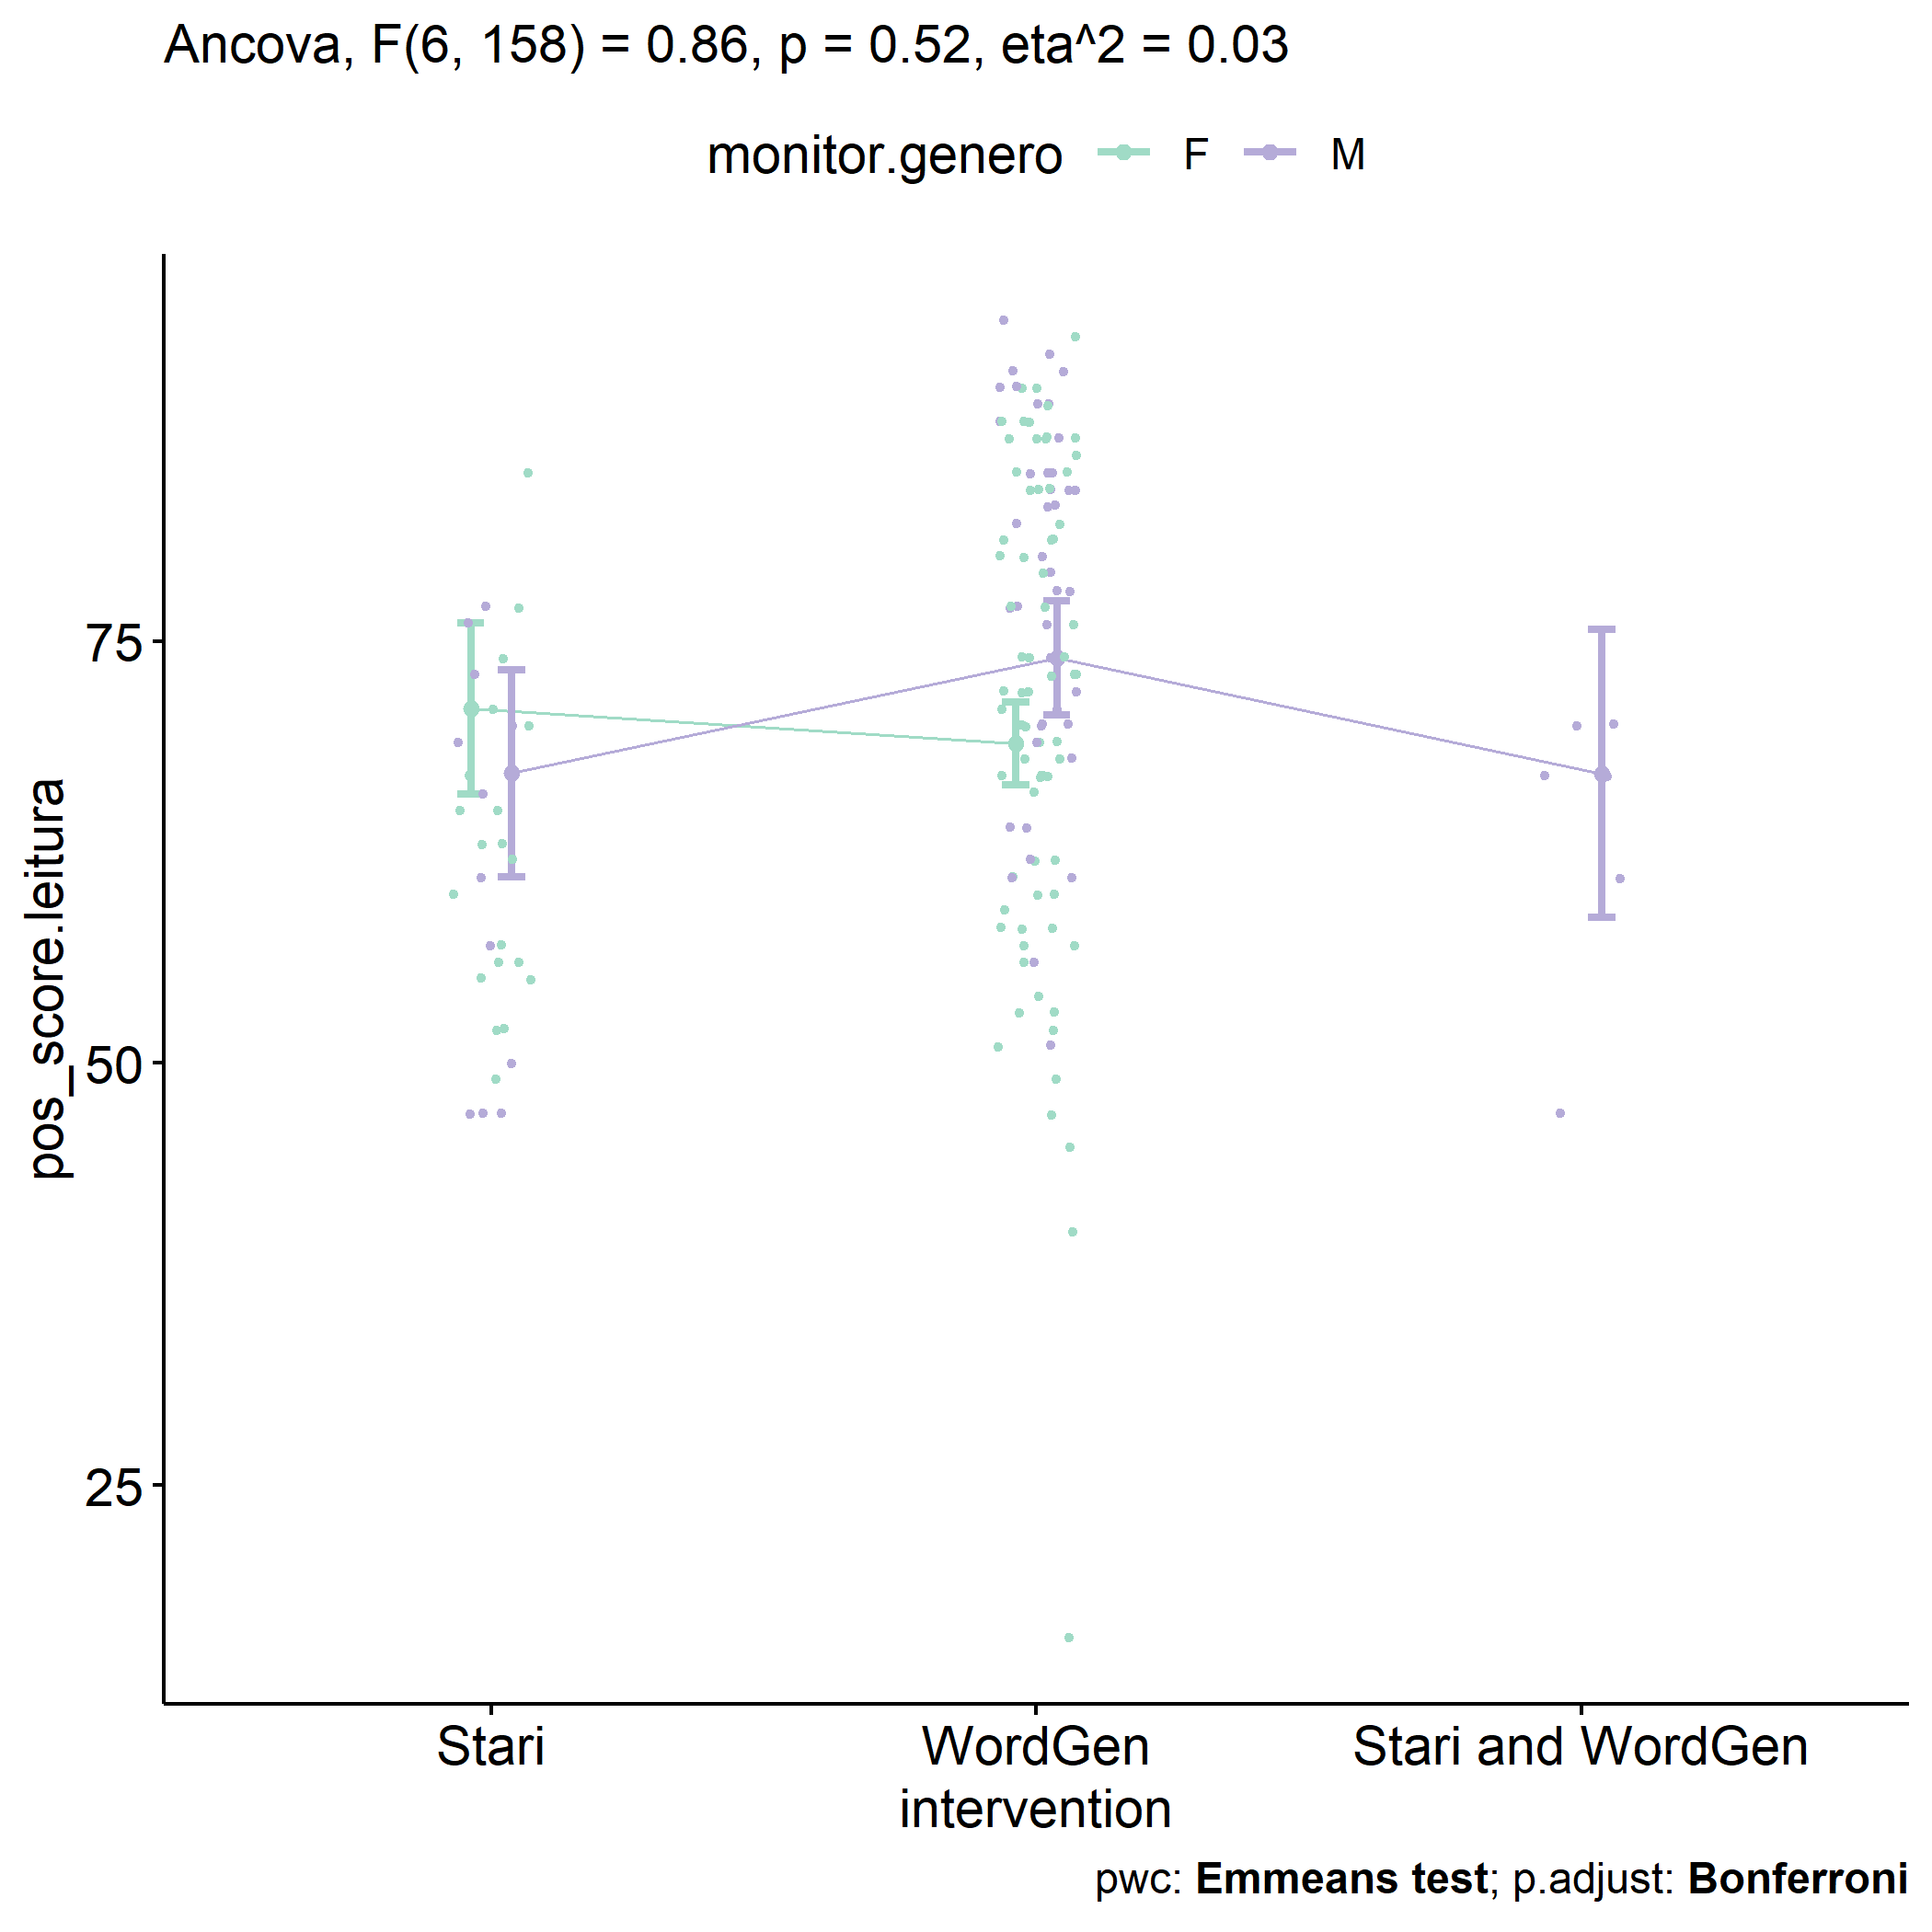 Ancova, F(6, 158) = 0.86, p = 0.52, eta^2 = 0.03
monitor.genero F M
pos_score.leitura
75
50
25
Stari WordGen Stari and WordGen
intervention
pwc: Emmeans test; p.adjust: Bonferroni